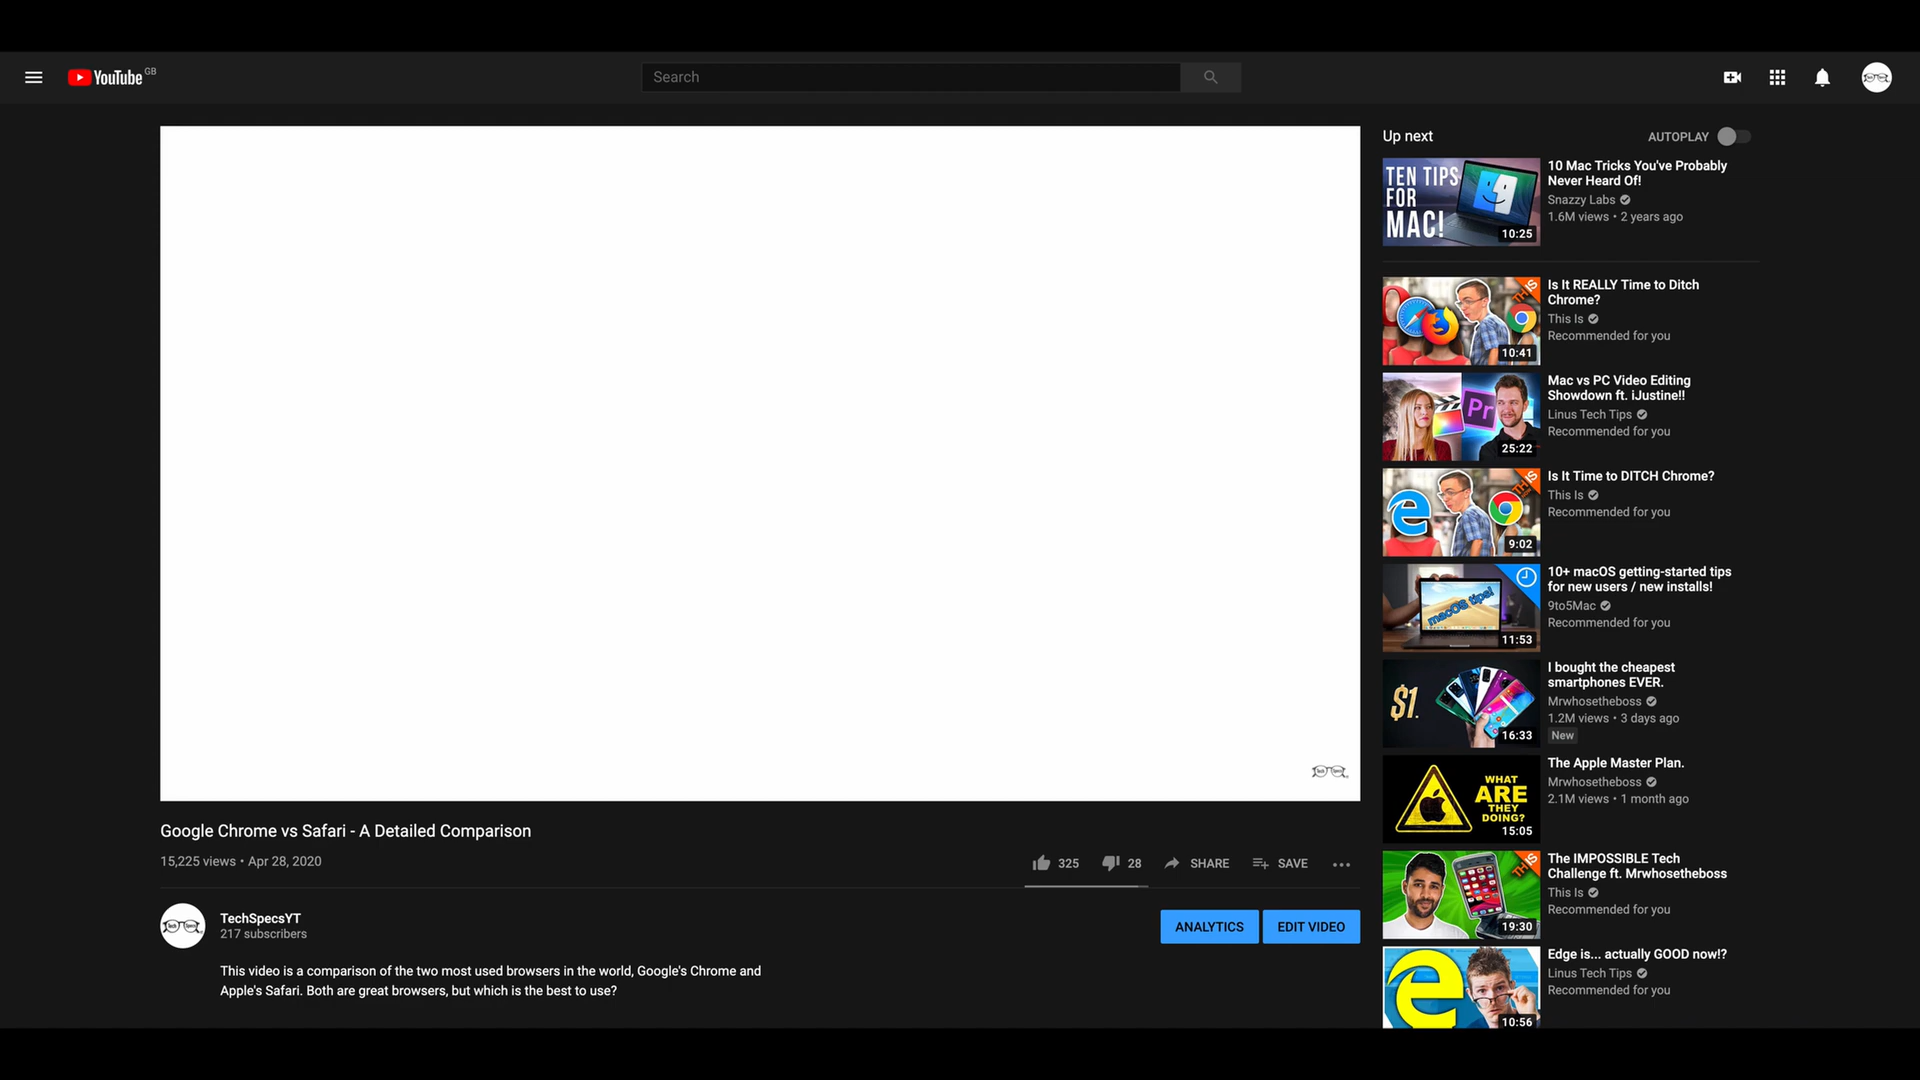 YouTube GB
Search
Up next
AUTOPLAY
TEN TIPS
FOR
MAC!
10:25
10 Mac Tricks You've Probably
Never Heard Of!
Snazzy Labs
1.6M views • 2 years ago
THIS
10:41
Is It REALLY Time to Ditch
Chrome?
This Is
Recommended for you
Pr
25:22
Mac vs PC Video Editing
Showdown ft. iJustine!!
Linus Tech Tips
Recommended for you
THIS
9:02
Is It Time to DITCH Chrome?
This Is
Recommended for you
macOS tips!
11:53
10+ macOS getting-started tips
for new users / new installs!
9to5Mac
Recommended for you
$1.
16:33
I bought the cheapest
smartphones EVER.
Mrwhosetheboss
1.2M views • 3 days ago
New
WHAT
ARE
THEY
DOING?
15:05
The Apple Master Plan.
Mrwhosetheboss
2.1M views • 1 month ago
THIS
19:30
The IMPOSSIBLE Tech
Challenge ft. Mrwhosetheboss
This Is
Recommended for you
10:56
Edge is... actually GOOD now!?
Linus Tech Tips
Recommended for you
Tech Specs
Google Chrome vs Safari - A Detailed Comparison
15,225 views • Apr 28, 2020
325
28
SHARE
SAVE
Tech Specs
TechSpecsYT
217 subscribers
ANALYTICS
EDIT VIDEO
This video is a comparison of the two most used browsers in the world, Google's Chrome and
Apple's Safari. Both are great browsers, but which is the best to use?